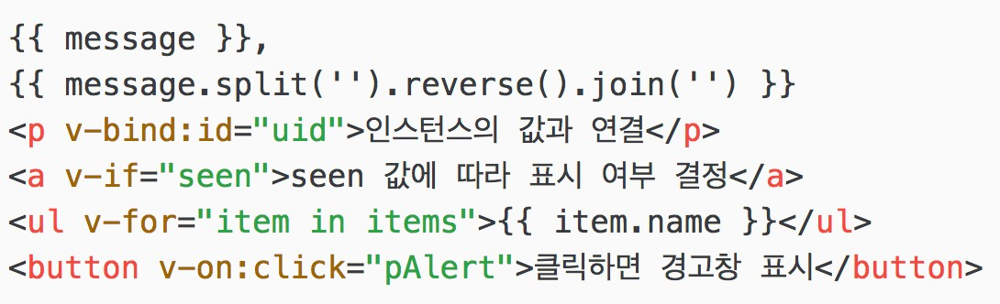 {{ message }},
{{ message.split('').reverse().join('') }}
<p v-bind:id="uid">인스턴스의 값과 연결</p>
<a v-if="seen">seen 값에 따라 표시 여부 결정</a>
<ul v-for="item in items">{{ item.name }}</ul>
<button v-on:click="pAlert">클릭하면 경고창 표시</button>